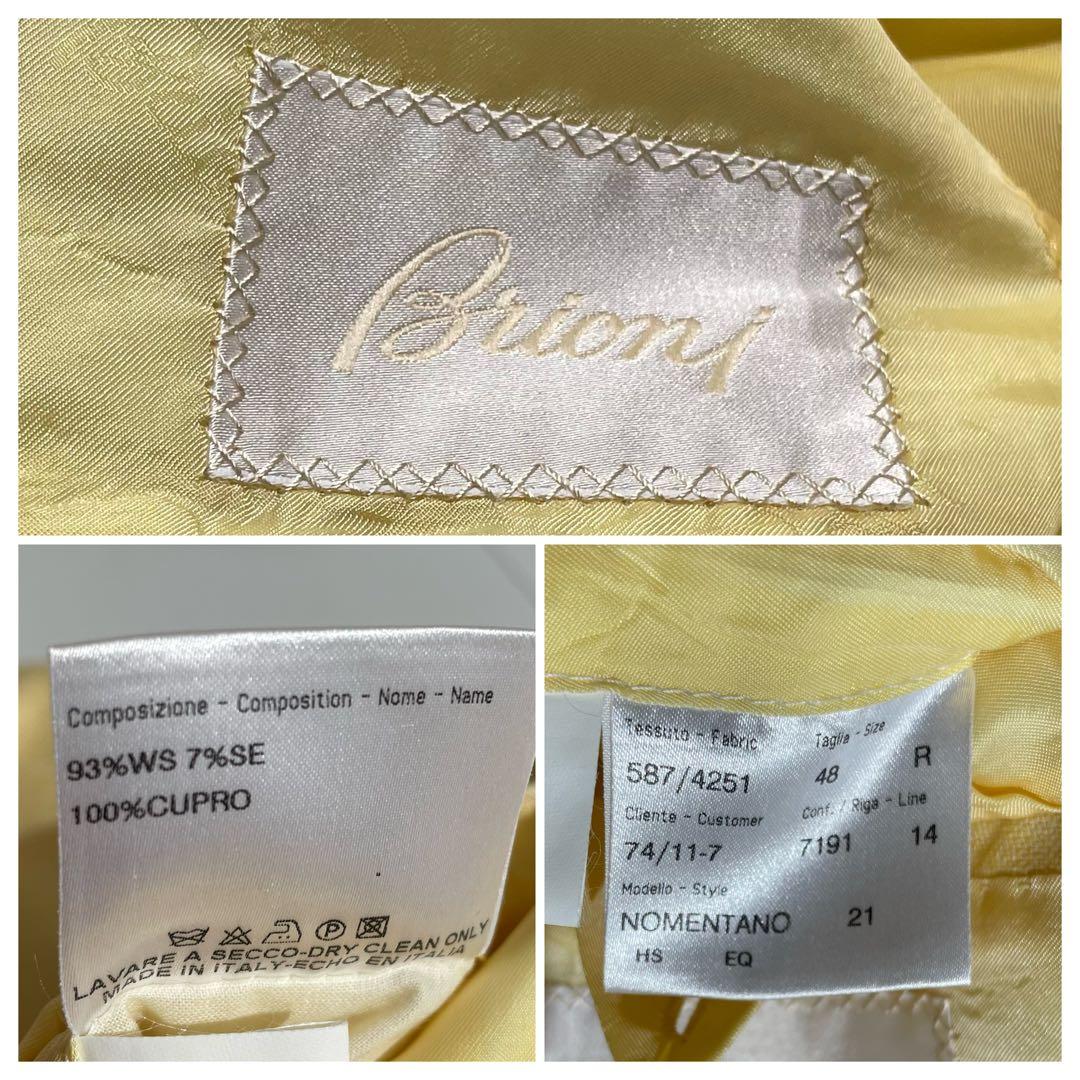 Brioni
Composizione - Composition - Nome - Name
93%WS 7%SE
100%CUPRO
LAVARE A SECCO-DRY CLEAN ONLY
MADE IN ITALY-ECHO EN ITALIA
Tessuto - Fabric Taglia - Size
587/4251 48 R
Cliente - Customer Conf. / Riga - Line
74/11-7 7191 14
Modello - Style
NOMENTANO 21
HS EQ